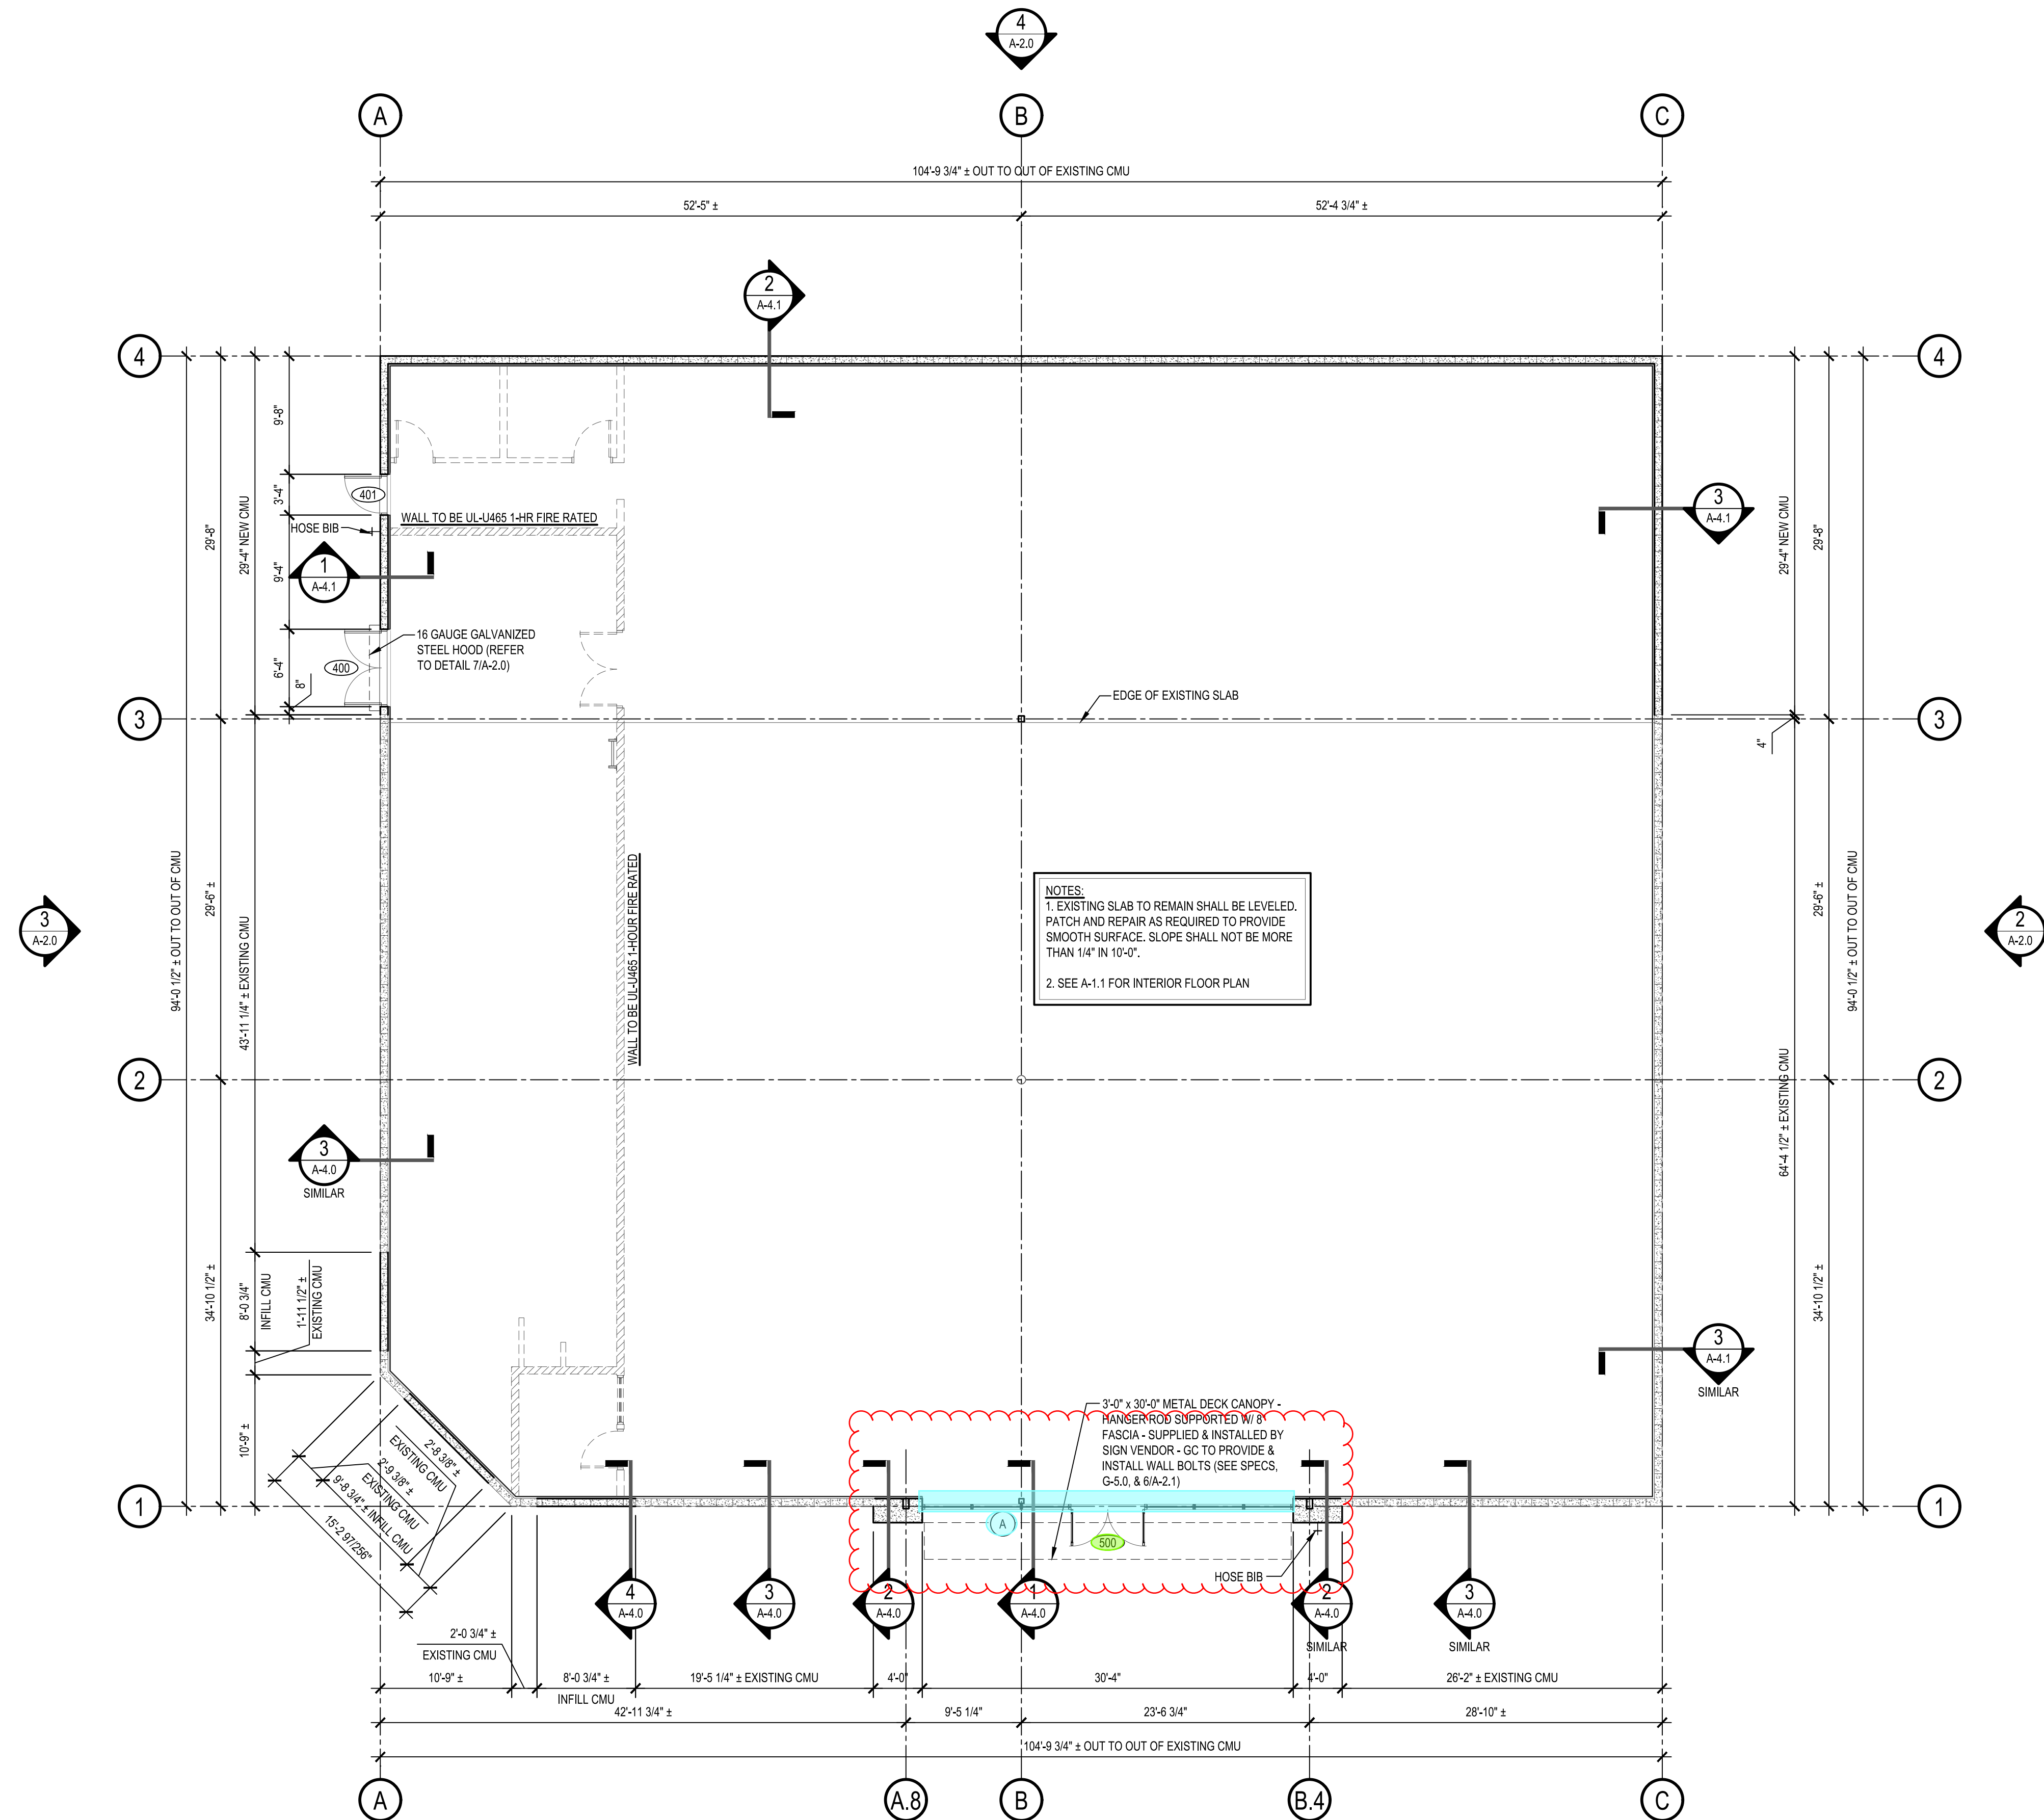 4
A-2.0
A
B
C
104'-9 3/4" ± OUT TO OUT OF EXISTING CMU
52'-5" ±
52'-4 3/4" ±
2
A-4.1
4
4
9'-8"
3'-4"
9'-4"
6'-4"
8"
29'-4" NEW CMU
29'-8"
401
HOSE BIB
WALL TO BE UL-U465 1-HR FIRE RATED
1
A-4.1
16 GAUGE GALVANIZED
STEEL HOOD (REFER
TO DETAIL 7/A-2.0)
400
3
A-4.1
29'-4" NEW CMU
29'-8"
EDGE OF EXISTING SLAB
3
3
4"
94'-0 1/2" ± OUT TO OUT OF CMU
29'-6" ±
43'-11 1/4" ± EXISTING CMU
WALL TO BE UL-U465 1-HOUR FIRE RATED
NOTES:
1. EXISTING SLAB TO REMAIN SHALL BE LEVELED.
PATCH AND REPAIR AS REQUIRED TO PROVIDE
SMOOTH SURFACE. SLOPE SHALL NOT BE MORE
THAN 1/4" IN 10'-0".
2. SEE A-1.1 FOR INTERIOR FLOOR PLAN
29'-6" ±
94'-0 1/2" ± OUT TO OUT OF CMU
64'-4 1/2" ± EXISTING CMU
3
A-2.0
2
A-2.0
2
2
3
A-4.0
SIMILAR
34'-10 1/2" ±
8'-0 3/4"
INFILL CMU
1'-11 1/2" ±
EXISTING CMU
10'-9" ±
34'-10 1/2" ±
3
A-4.1
SIMILAR
3'-0" x 30'-0" METAL DECK CANOPY -
HANGER ROD SUPPORTED W/ 8"
FASCIA - SUPPLIED & INSTALLED BY
SIGN VENDOR - GC TO PROVIDE &
INSTALL WALL BOLTS (SEE SPECS,
G-5.0, & 6/A-2.1)
2'-8 3/8" ±
EXISTING CMU
2'-9 3/8" ±
EXISTING CMU
9'-8 3/4" ± INFILL CMU
15'-2 97/256"
1
1
A
500
HOSE BIB
4
A-4.0
3
A-4.0
2
A-4.0
1
A-4.0
2
A-4.0
SIMILAR
3
A-4.0
SIMILAR
2'-0 3/4" ±
EXISTING CMU
10'-9" ±
8'-0 3/4" ±
INFILL CMU
19'-5 1/4" ± EXISTING CMU
4'-0"
30'-4"
4'-0"
26'-2" ± EXISTING CMU
42'-11 3/4" ±
9'-5 1/4"
23'-6 3/4"
28'-10" ±
104'-9 3/4" ± OUT TO OUT OF EXISTING CMU
A
A.8
B
B.4
C